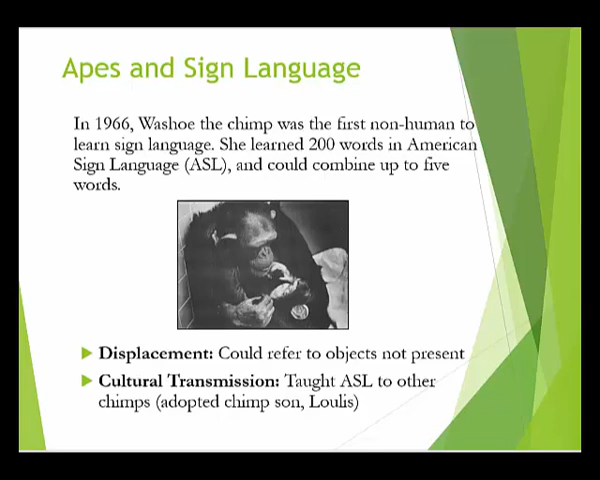 Apes and Sign Language
In 1966, Washoe the chimp was the first non-human to
learn sign language. She learned 200 words in American
Sign Language (ASL), and could combine up to five
words.
Displacement: Could refer to objects not present
Cultural Transmission: Taught ASL to other
chimps (adopted chimp son, Loulis)